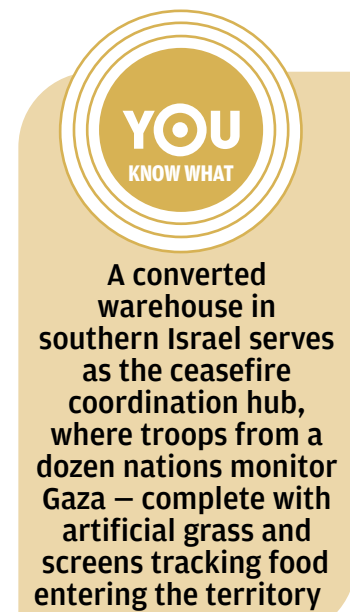 YOU
KNOW WHAT
A converted
warehouse in
southern Israel serves
as the ceasefire
coordination hub,
where troops from a
dozen nations monitor
Gaza — complete with
artificial grass and
screens tracking food
entering the territory